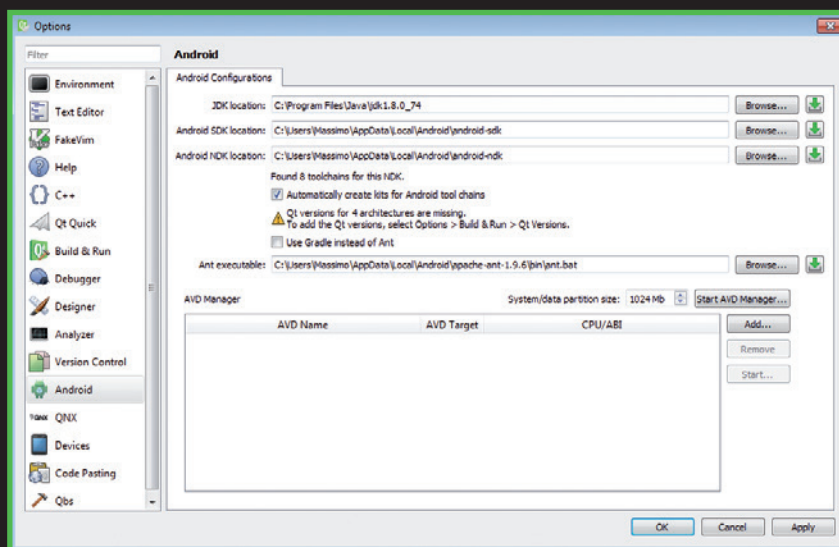 Options
Filter
Environment
Text Editor
FakeVim
Help
C++
Qt Quick
Build & Run
Debugger
Designer
Analyzer
Version Control
Android
QNX
QNX
Devices
Code Pasting
Qbs
Android
Android Configurations
JDK location: C:\Program Files\Java\jdk1.8.0_74 Browse...
Android SDK location: C:\Users\Massimo\AppData\Local\Android\android-sdk Browse...
Android NDK location: C:\Users\Massimo\AppData\Local\Android\android-ndk Browse...
Found 8 toolchains for this NDK.
Automatically create kits for Android tool chains
Qt versions for 4 architectures are missing.
To add the Qt versions, select Options > Build & Run > Qt Versions.
Use Gradle instead of Ant
Ant executable: C:\Users\Massimo\AppData\Local\Android\apache-ant-1.9.6\bin\ant.bat Browse...
AVD Manager System/data partition size: 1024 Mb Start AVD Manager...
AVD Name AVD Target CPU/ABI
Add...
Remove
Start...
OK Cancel Apply